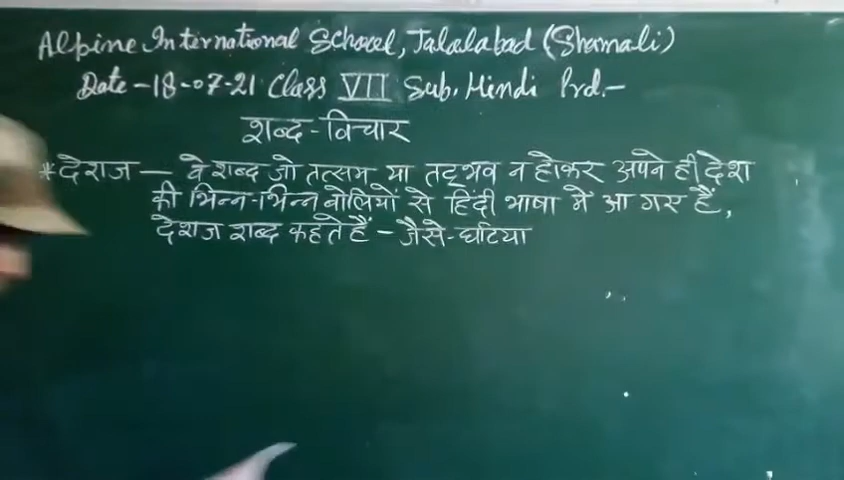 Alpine International School, Jalalabad (Shamali)
Date-18-07-21 Class VII Sub. Hindi Prd.-
शब्द-विचार
*देशज — वे शब्द जो तत्सम या तद्भव न होकर अपने ही देश
की भिन्न-भिन्न बोलियों से हिंदी भाषा में आ गए हैं,
देशज शब्द कहते हैं - जैसे-घटिया